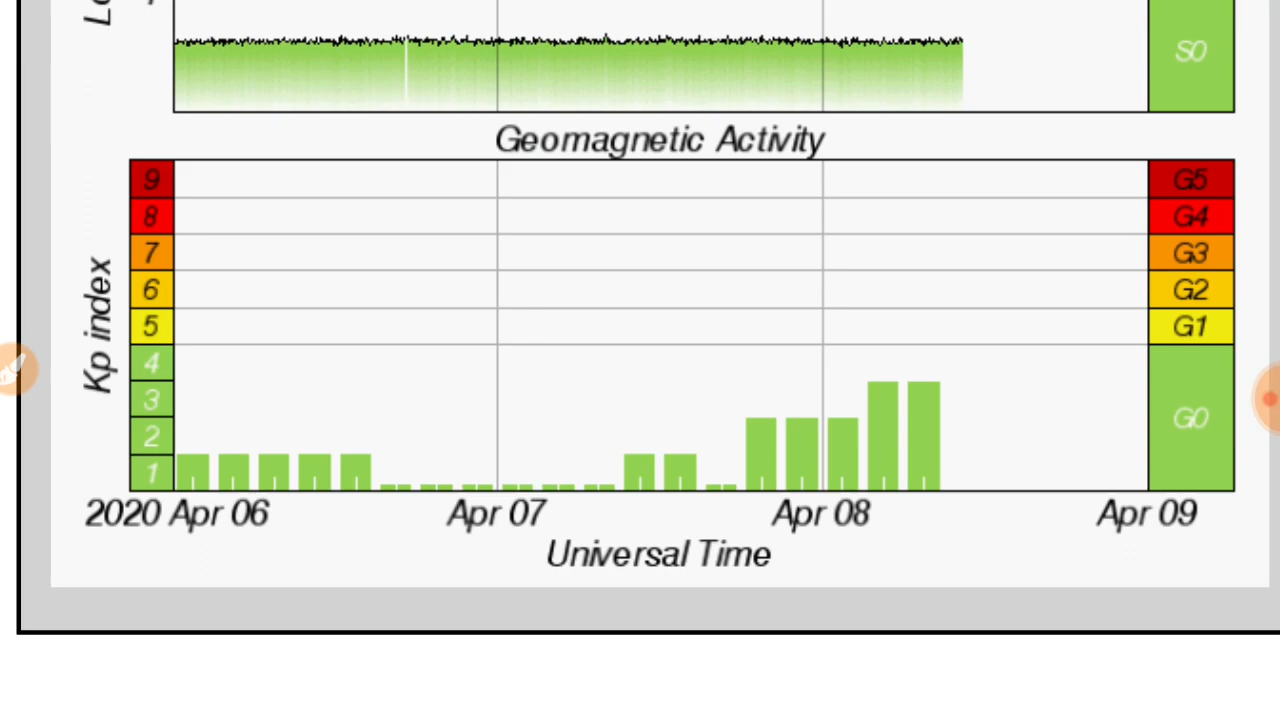 S0
Geomagnetic Activity
9
8
7
6
5
4
3
2
1
Kp index
G5
G4
G3
G2
G1
G0
2020 Apr 06
Apr 07
Apr 08
Apr 09
Universal Time